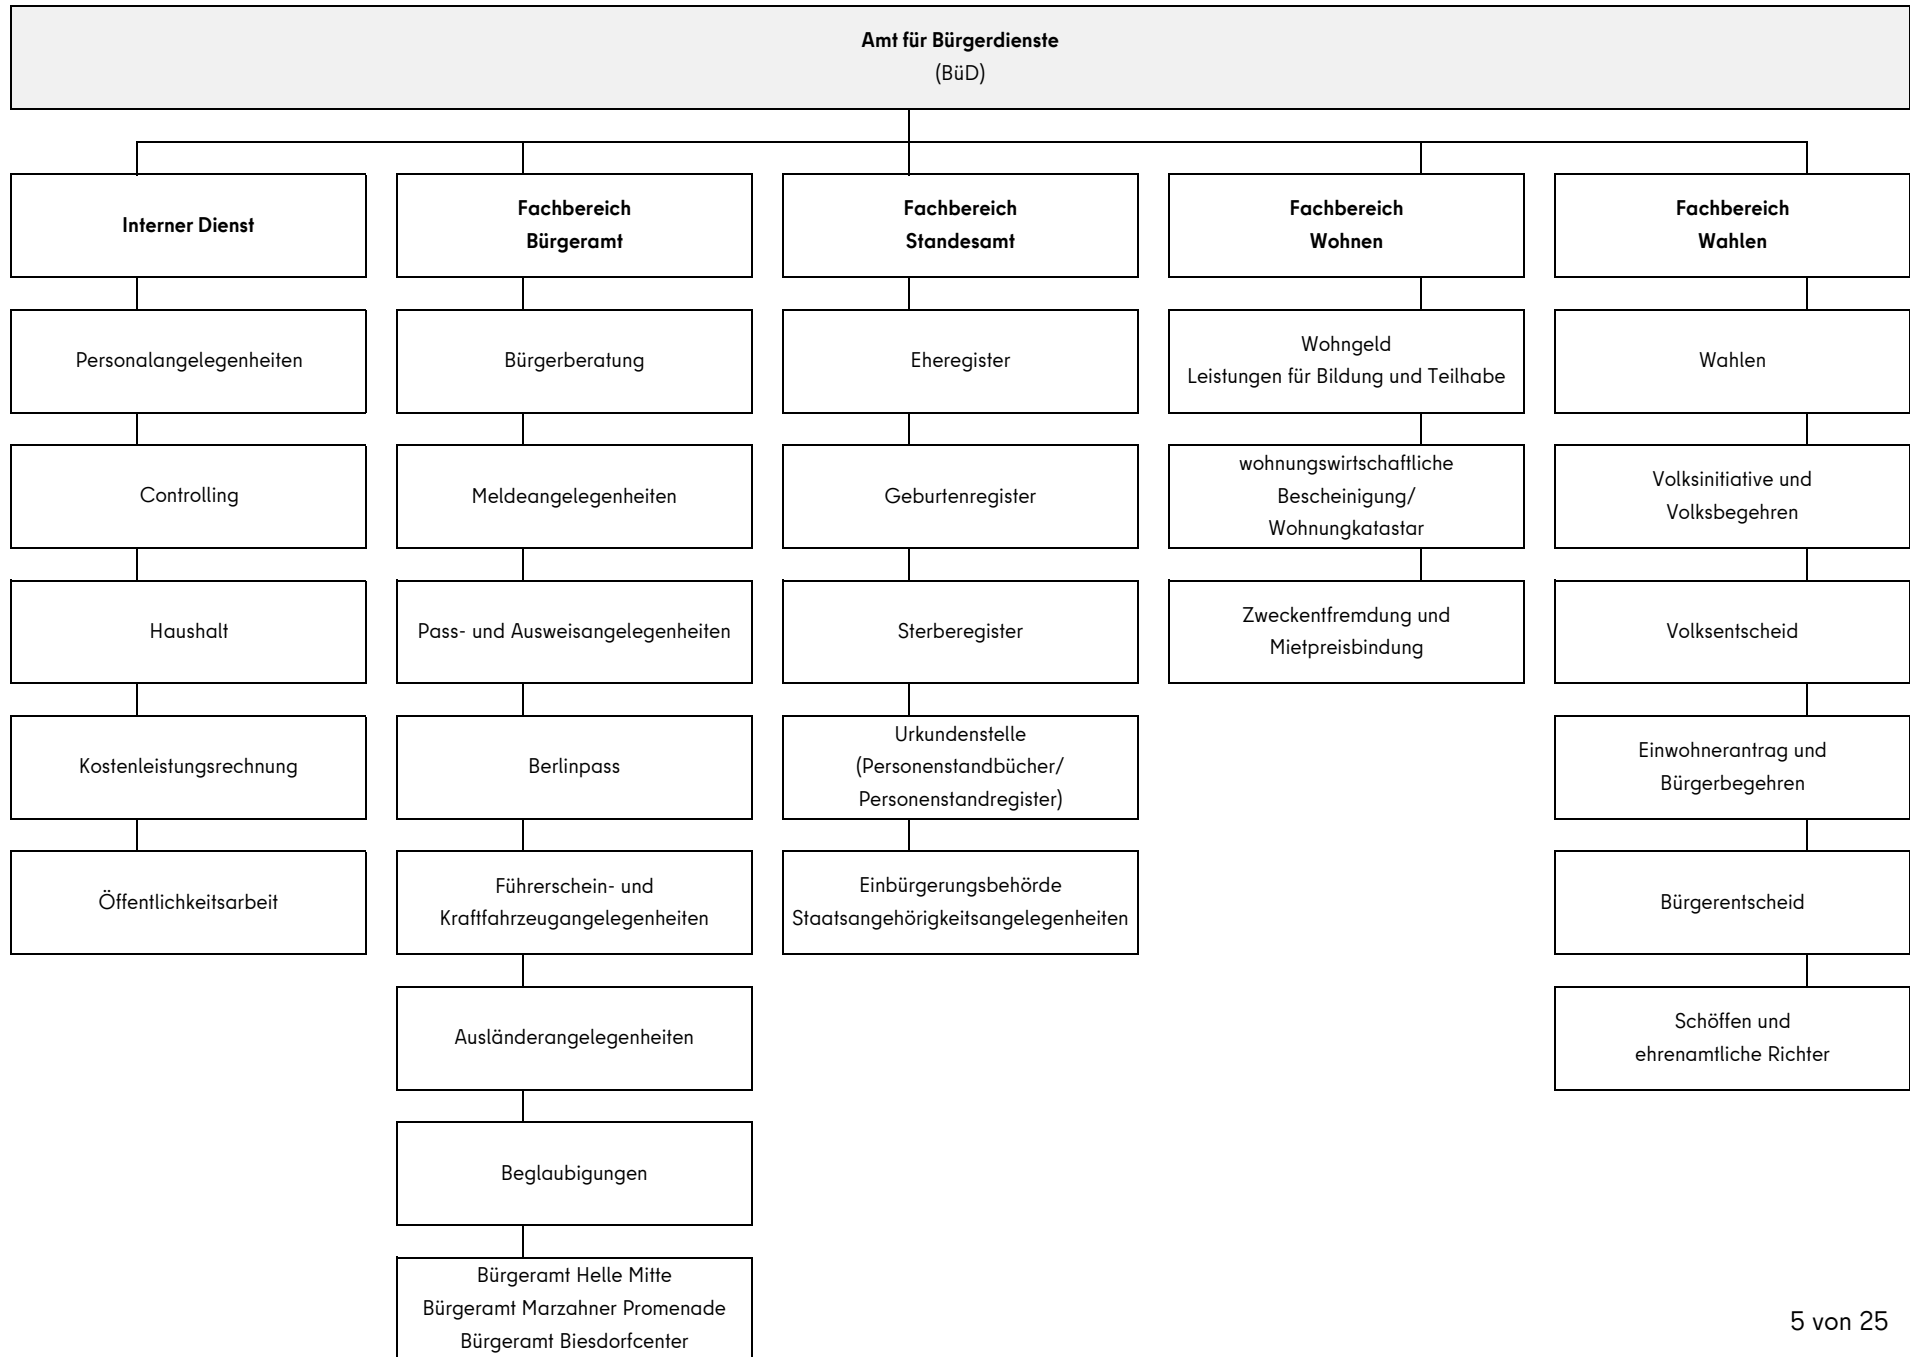 Amt für Bürgerdienste
(BüD)
Interner Dienst
Personalangelegenheiten
Controlling
Haushalt
Kostenleistungsrechnung
Öffentlichkeitsarbeit
Fachbereich
Bürgeramt
Bürgerberatung
Meldeangelegenheiten
Pass- und Ausweisangelegenheiten
Berlinpass
Führerschein- und
Kraftfahrzeugangelegenheiten
Ausländerangelegenheiten
Beglaubigungen
Bürgeramt Helle Mitte
Bürgeramt Marzahner Promenade
Bürgeramt Biesdorfcenter
Fachbereich
Standesamt
Eheregister
Geburtenregister
Sterberegister
Urkundenstelle
(Personenstandbücher/
Personenstandregister)
Einbürgerungsbehörde
Staatsangehörigkeitsangelegenheiten
Fachbereich
Wohnen
Wohngeld
Leistungen für Bildung und Teilhabe
wohnungswirtschaftliche
Bescheinigung/
Wohnungkatastar
Zweckentfremdung und
Mietpreisbindung
Fachbereich
Wahlen
Wahlen
Volksinitiative und
Volksbegehren
Volksentscheid
Einwohnerantrag und
Bürgerbegehren
Bürgerentscheid
Schöffen und
ehrenamtliche Richter
5 von 25